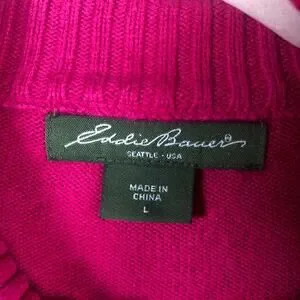 Eddie Bauer®
SEATTLE · USA
MADE IN
CHINA
L